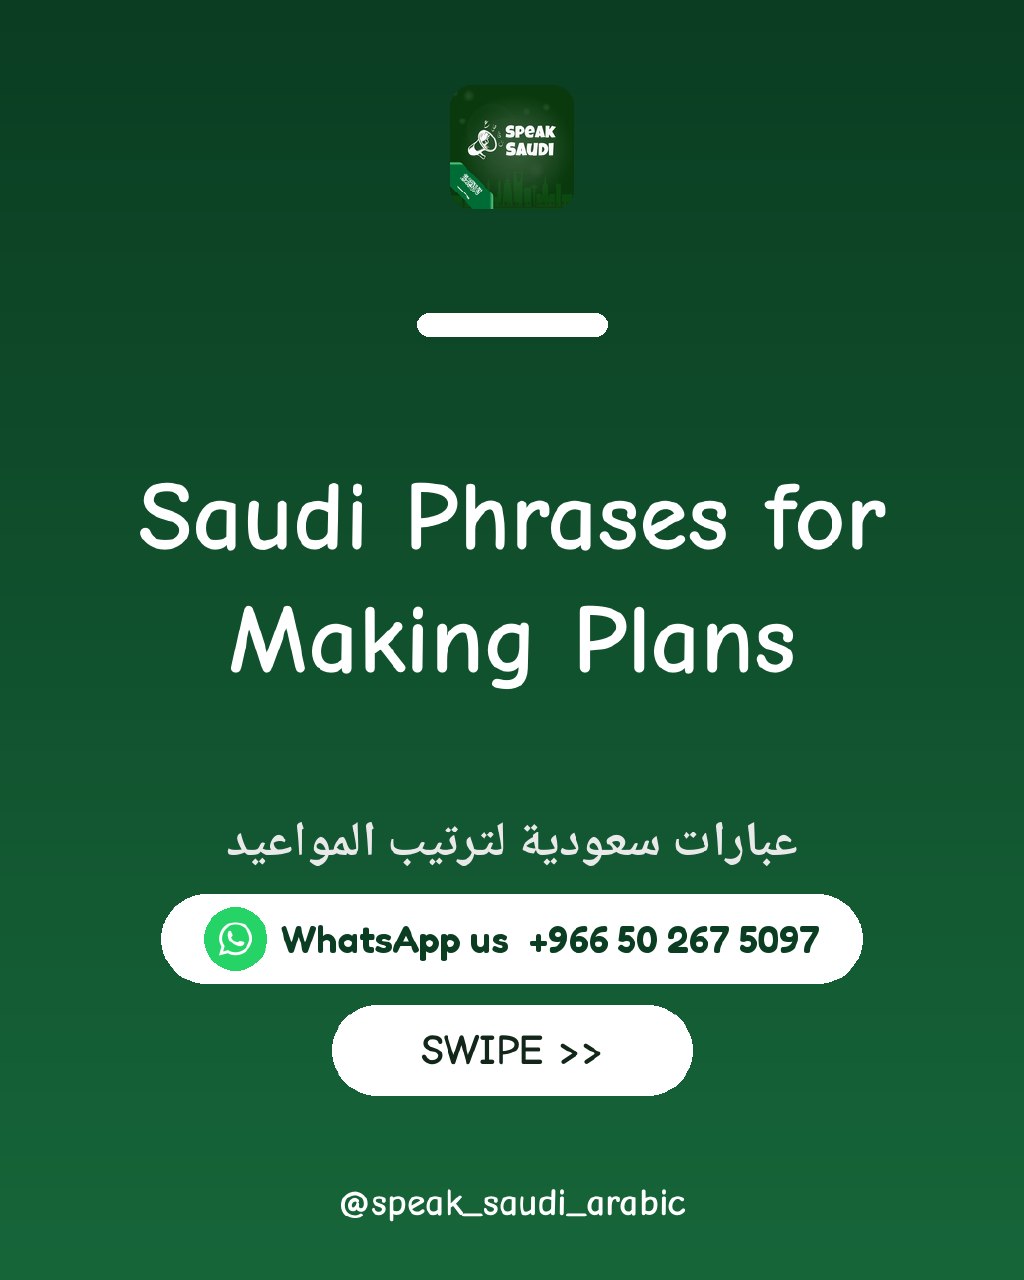 SPEAK
SAUDI
Saudi Phrases for
Making Plans
عبارات سعودية لترتيب المواعيد
WhatsApp us +966 50 267 5097
SWIPE >>
@speak_saudi_arabic